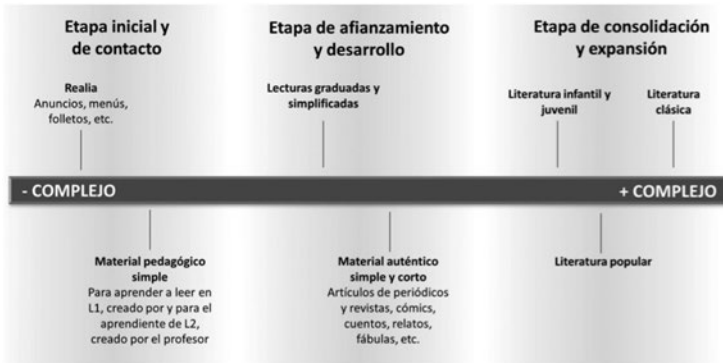 Etapa inicial y
de contacto
Etapa de afianzamiento
y desarrollo
Etapa de consolidación
y expansión
Realia
Anuncios, menús,
folletos, etc.
Lecturas graduadas y
simplificadas
Literatura infantil y
juvenil
Literatura
clásica
- COMPLEJO
+ COMPLEJO
Material pedagógico
simple
Para aprender a leer en
L1, creado por y para el
aprendiente de L2,
creado por el profesor
Material auténtico
simple y corto
Artículos de periódicos
y revistas, cómics,
cuentos, relatos,
fábulas, etc.
Literatura popular